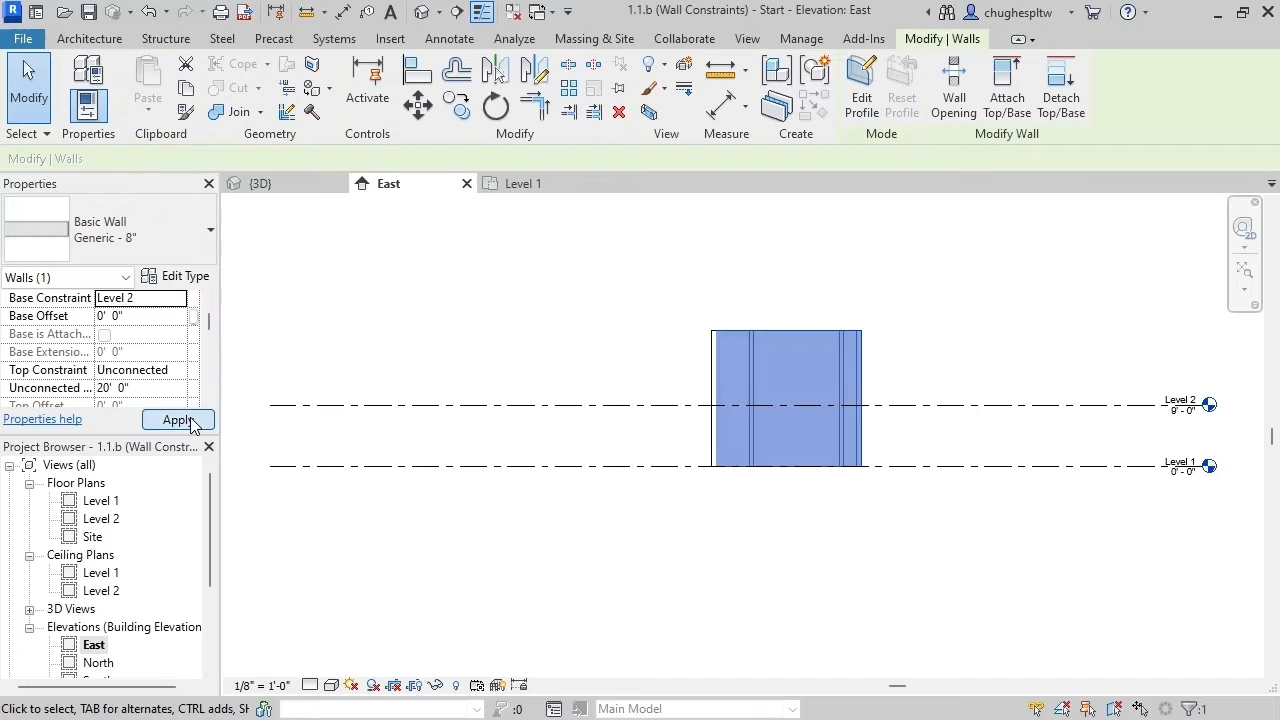 1.1.b (Wall Constraints) - Start - Elevation: East
chughespltw
File
Architecture
Structure
Steel
Precast
Systems
Insert
Annotate
Analyze
Massing & Site
Collaborate
View
Manage
Add-Ins
Modify | Walls
Modify
Select
Properties
Paste
Clipboard
Cope
Cut
Join
Geometry
Activate
Controls
Modify
View
Measure
Create
Edit
Profile
Reset
Profile
Mode
Wall
Opening
Attach
Top/Base
Detach
Top/Base
Modify Wall
Modify | Walls
Properties
Basic Wall
Generic - 8"
Walls (1)
Edit Type
Base Constraint Level 2
Base Offset 0' 0"
Base is Attach...
Base Extensio... 0' 0"
Top Constraint Unconnected
Unconnected ... 20' 0"
Top Offset 0' 0"
Properties help
Apply
Project Browser - 1.1.b (Wall Constr...
Views (all)
Floor Plans
Level 1
Level 2
Site
Ceiling Plans
Level 1
Level 2
3D Views
Elevations (Building Elevation
East
North
{3D}
East
Level 1
2D
Level 2
9' - 0"
Level 1
0' - 0"
1/8" = 1'-0"
Click to select, TAB for alternates, CTRL adds, SH
:0
Main Model
:1